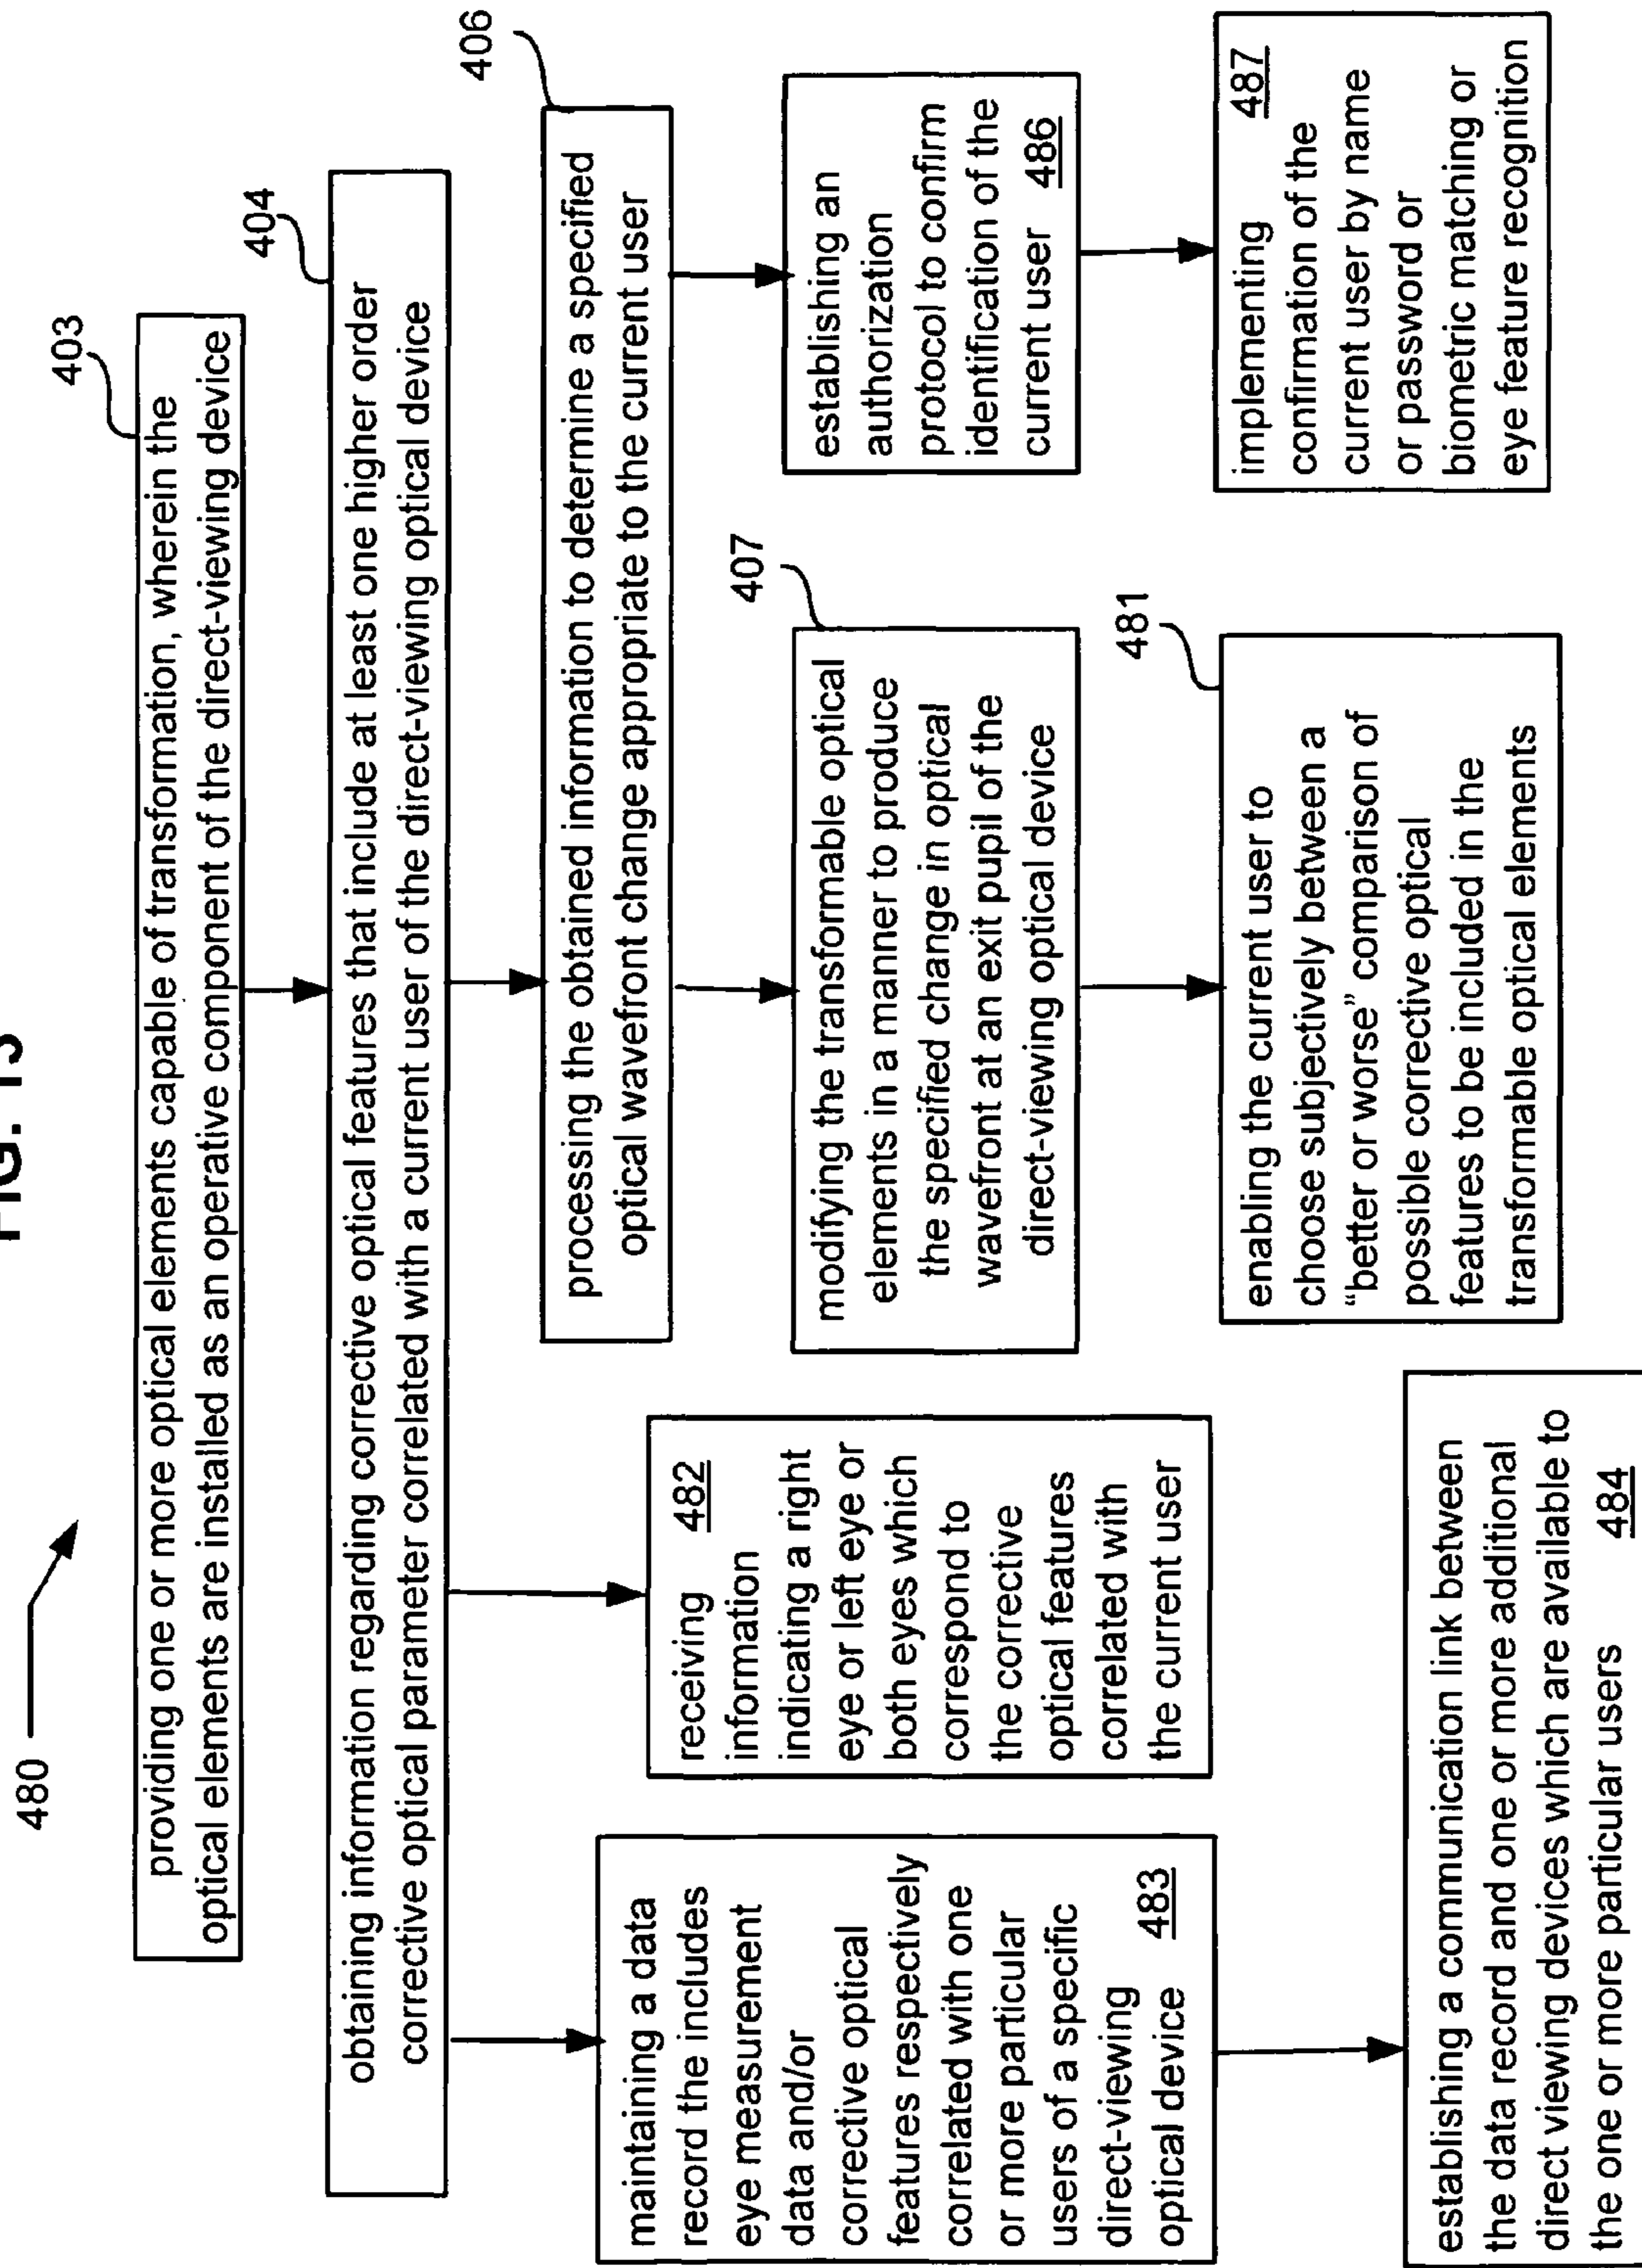 FIG. 13
480
403
providing one or more optical elements capable of transformation, wherein the
optical elements are installed as an operative component of the direct-viewing device
404
obtaining information regarding corrective optical features that include at least one higher order
corrective optical parameter correlated with a current user of the direct-viewing optical device
406
processing the obtained information to determine a specified
optical wavefront change appropriate to the current user
maintaining a data
record the includes
eye measurement
data and/or
corrective optical
features respectively
correlated with one
or more particular
users of a specific
direct-viewing
optical device 483
receiving 482
information
indicating a right
eye or left eye or
both eyes which
correspond to
the corrective
optical features
correlated with
the current user
407
modifying the transformable optical
elements in a manner to produce
the specified change in optical
wavefront at an exit pupil of the
direct-viewing optical device
establishing an
authorization
protocol to confirm
identification of the
current user 486
establishing a communication link between
the data record and one or more additional
direct viewing devices which are available to
the one or more particular users 484
481
enabling the current user to
choose subjectively between a
“better or worse” comparison of
possible corrective optical
features to be included in the
transformable optical elements
implementing 487
confirmation of the
current user by name
or password or
biometric matching or
eye feature recognition